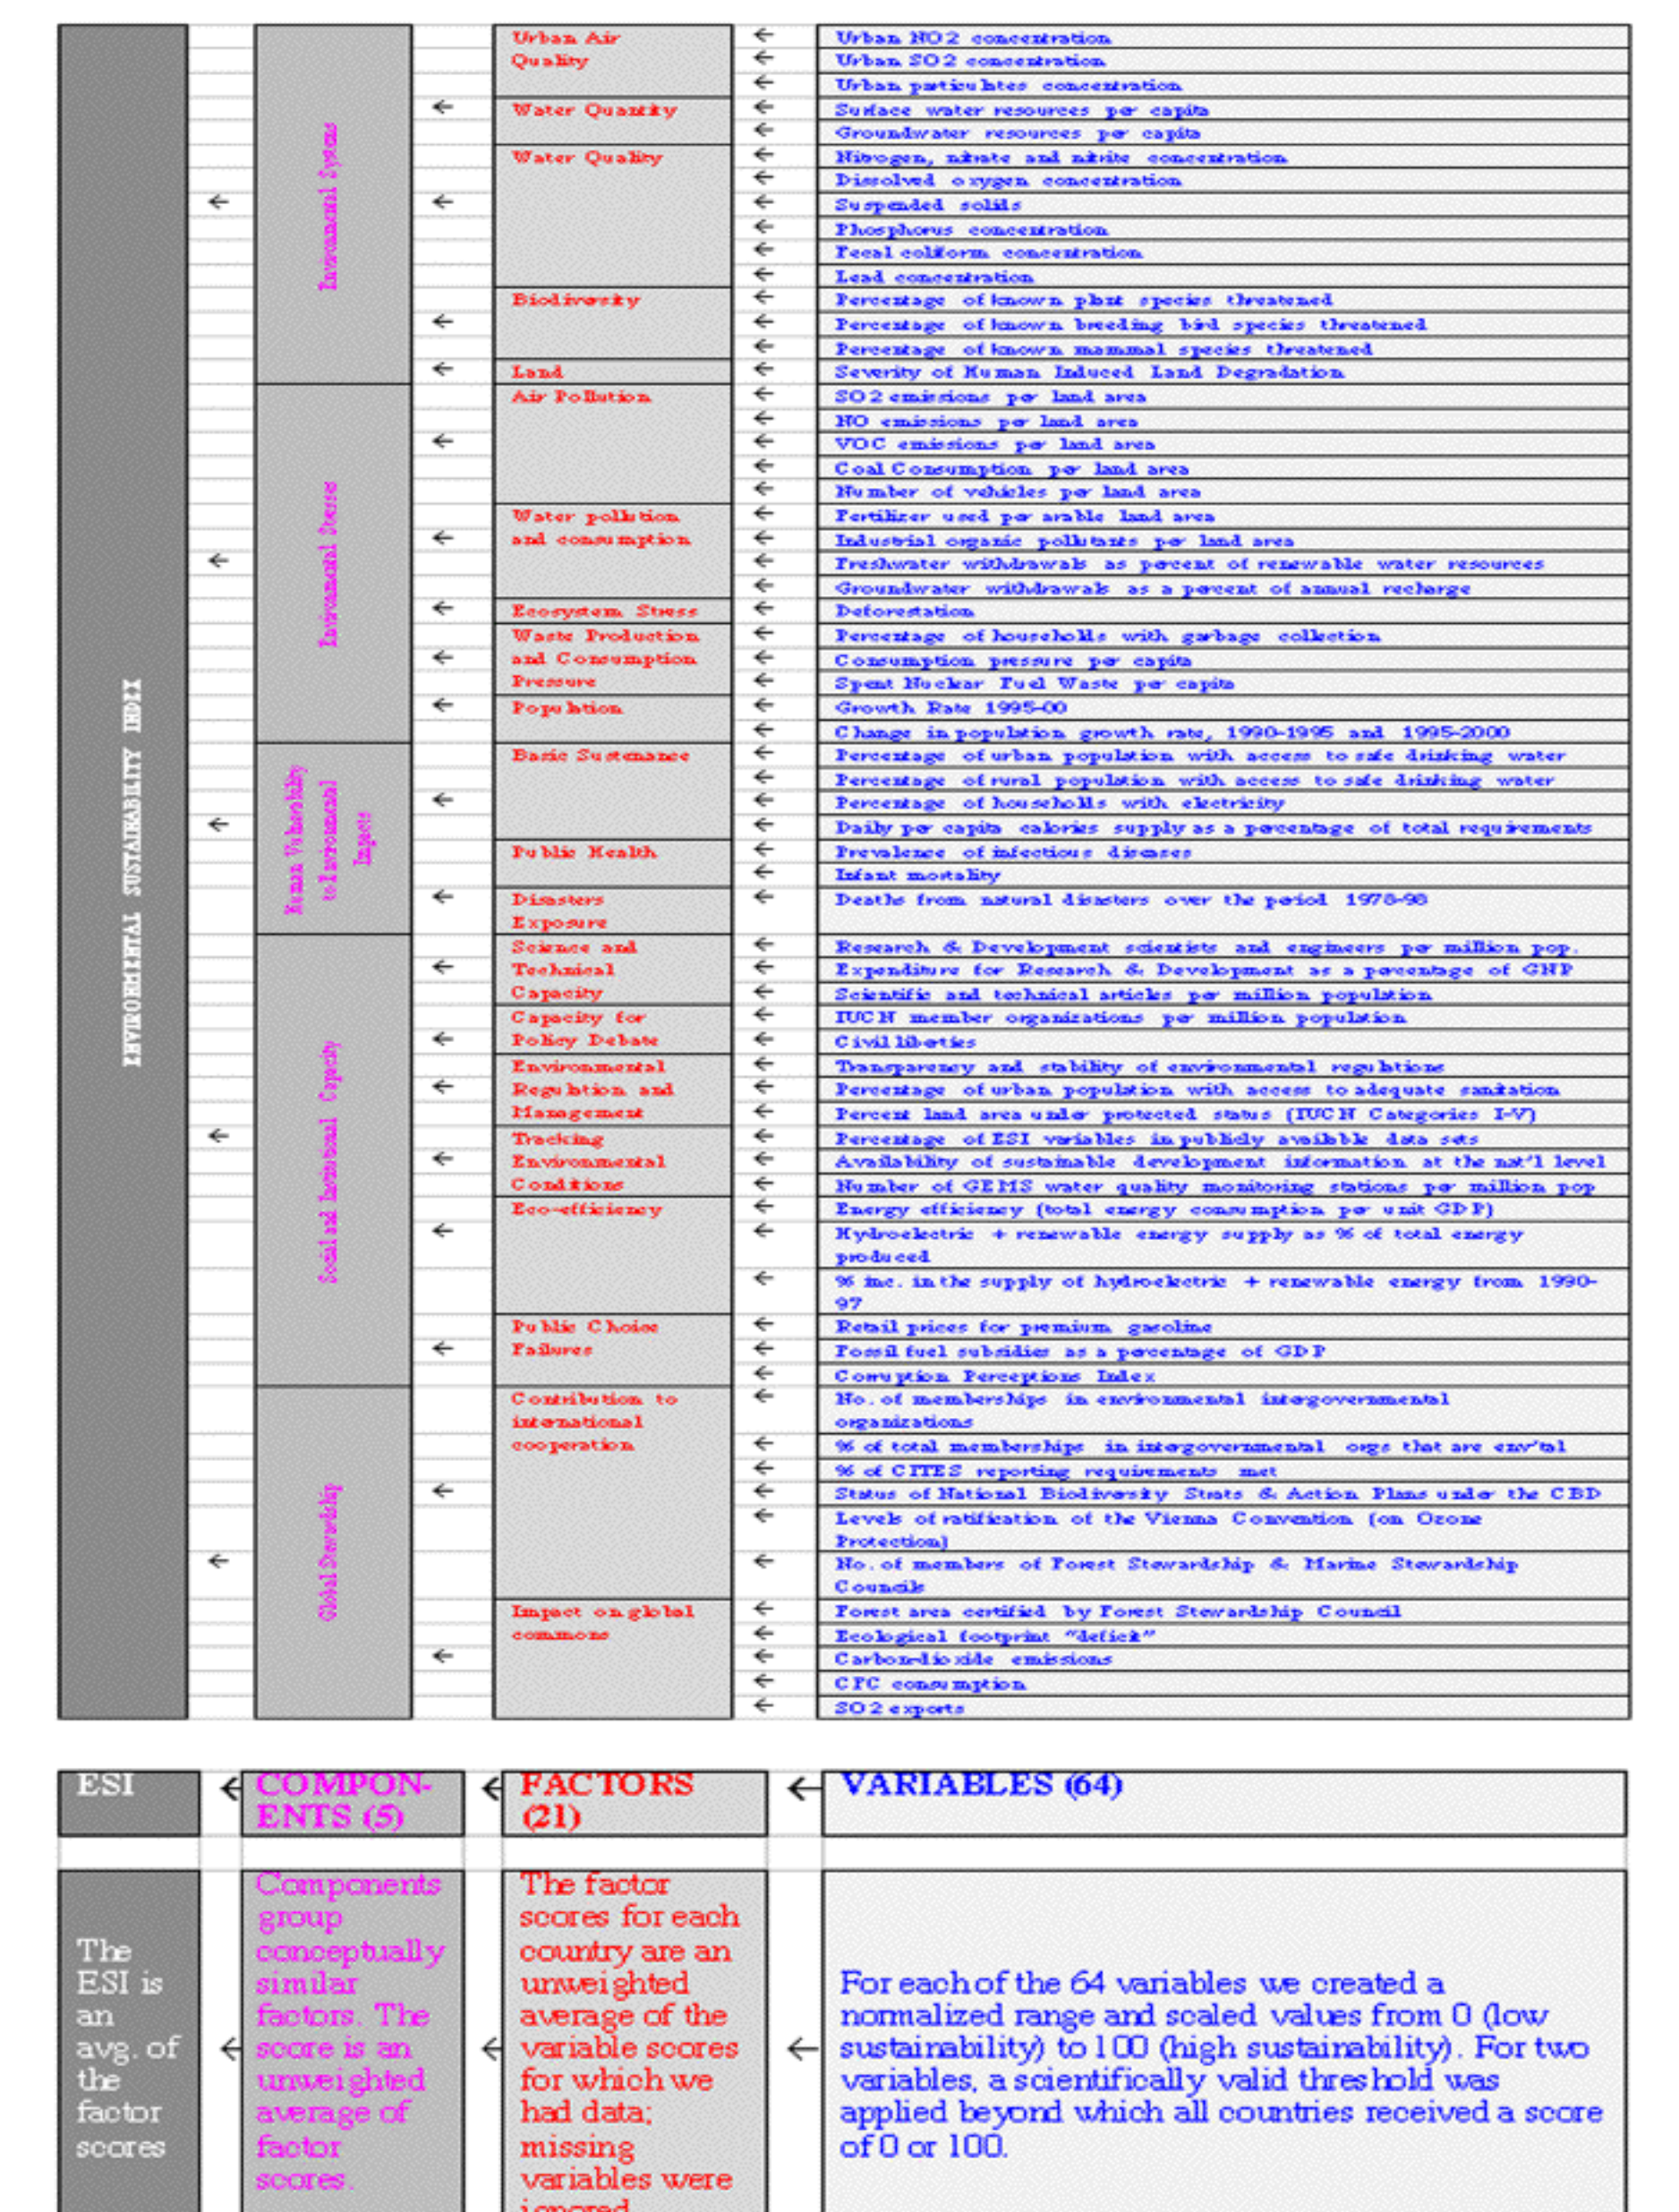 ENVIRONMENTAL SUSTAINABILITY INDEX
Environmental Systems
Urban Air
Quality
← Urban NO2 concentration
← Urban SO2 concentration
← Urban particulates concentration
← Water Quantity
← Surface water resources per capita
← Groundwater resources per capita
Water Quality
← Nitrogen, nitrate and nitrite concentration
← Dissolved oxygen concentration
← ← ← Suspended solids
← Phosphorus concentration
← Fecal coliform concentration
← Lead concentration
Biodiversity
← Percentage of known plant species threatened
← ← Percentage of known breeding bird species threatened
← Percentage of known mammal species threatened
← Land
← Severity of Human Induced Land Degradation
Environmental Stresses
Air Pollution
← SO2 emissions per land area
← NO emissions per land area
← ← VOC emissions per land area
← Coal Consumption per land area
← Number of vehicles per land area
Water pollution
and consumption
← Fertilizer used per arable land area
← ← Industrial organic pollutants per land area
← ← Freshwater withdrawals as percent of renewable water resources
← Groundwater withdrawals as a percent of annual recharge
← Ecosystem Stress
← Deforestation
Waste Production
and Consumption
Pressure
← Percentage of households with garbage collection
← ← Consumption pressure per capita
← Spent Nuclear Fuel Waste per capita
← Population
← Growth Rate 1995-00
← Change in population growth rate, 1990-1995 and 1995-2000
Human Vulnerability
to Environmental
Impacts
Basic Sustenance
← Percentage of urban population with access to safe drinking water
← Percentage of rural population with access to safe drinking water
← ← Percentage of households with electricity
← ← Daily per capita calories supply as a percentage of total requirements
Public Health
← Prevalence of infectious diseases
← Infant mortality
← Disasters
Exposure
← Deaths from natural disasters over the period 1978-98
Social and Institutional Capacity
Science and
Technical
Capacity
← Research & Development scientists and engineers per million pop.
← ← Expenditure for Research & Development as a percentage of GNP
← Scientific and technical articles per million population
Capacity for
Policy Debate
← IUCN member organizations per million population
← ← Civil liberties
Environmental
Regulation and
Management
← Transparency and stability of environmental regulations
← ← Percentage of urban population with access to adequate sanitation
← Percent land area under protected status (IUCN Categories I-V)
Tracking
Environmental
Conditions
← ← Percentage of ESI variables in publicly available data sets
← ← Availability of sustainable development information at the nat'l level
← Number of GEMS water quality monitoring stations per million pop
Eco-efficiency
← Energy efficiency (total energy consumption per unit GDP)
← ← Hydroelectric + renewable energy supply as % of total energy
produced
← % inc. in the supply of hydroelectric + renewable energy from 1990-
97
Public Choice
Failures
← Retail prices for premium gasoline
← ← Fossil fuel subsidies as a percentage of GDP
← Corruption Perceptions Index
Global Stewardship
Contribution to
international
cooperation
← No. of memberships in environmental intergovernmental
organizations
← % of total memberships in intergovernmental orgs that are env'tal
← % of CITES reporting requirements met
← ← Status of National Biodiversity Strats & Action Plans under the CBD
← Levels of ratification of the Vienna Convention (on Ozone
Protection)
← ← No. of members of Forest Stewardship & Marine Stewardship
Councils
Impact on global
commons
← Forest area certified by Forest Stewardship Council
← Ecological footprint "deficit"
← ← Carbon-dioxide emissions
← CFC consumption
← SO2 exports
ESI
← COMPON-
ENTS (5)
← FACTORS
(21)
← VARIABLES (64)
The
ESI is
an
avg. of
the
factor
scores
← Components
group
conceptually
similar
factors. The
score is an
unweighted
average of
factor
scores.
← The factor
scores for each
country are an
unweighted
average of the
variable scores
for which we
had data;
missing
variables were
ignored
← For each of the 64 variables we created a
normalized range and scaled values from 0 (low
sustainability) to 100 (high sustainability). For two
variables, a scientifically valid threshold was
applied beyond which all countries received a score
of 0 or 100.